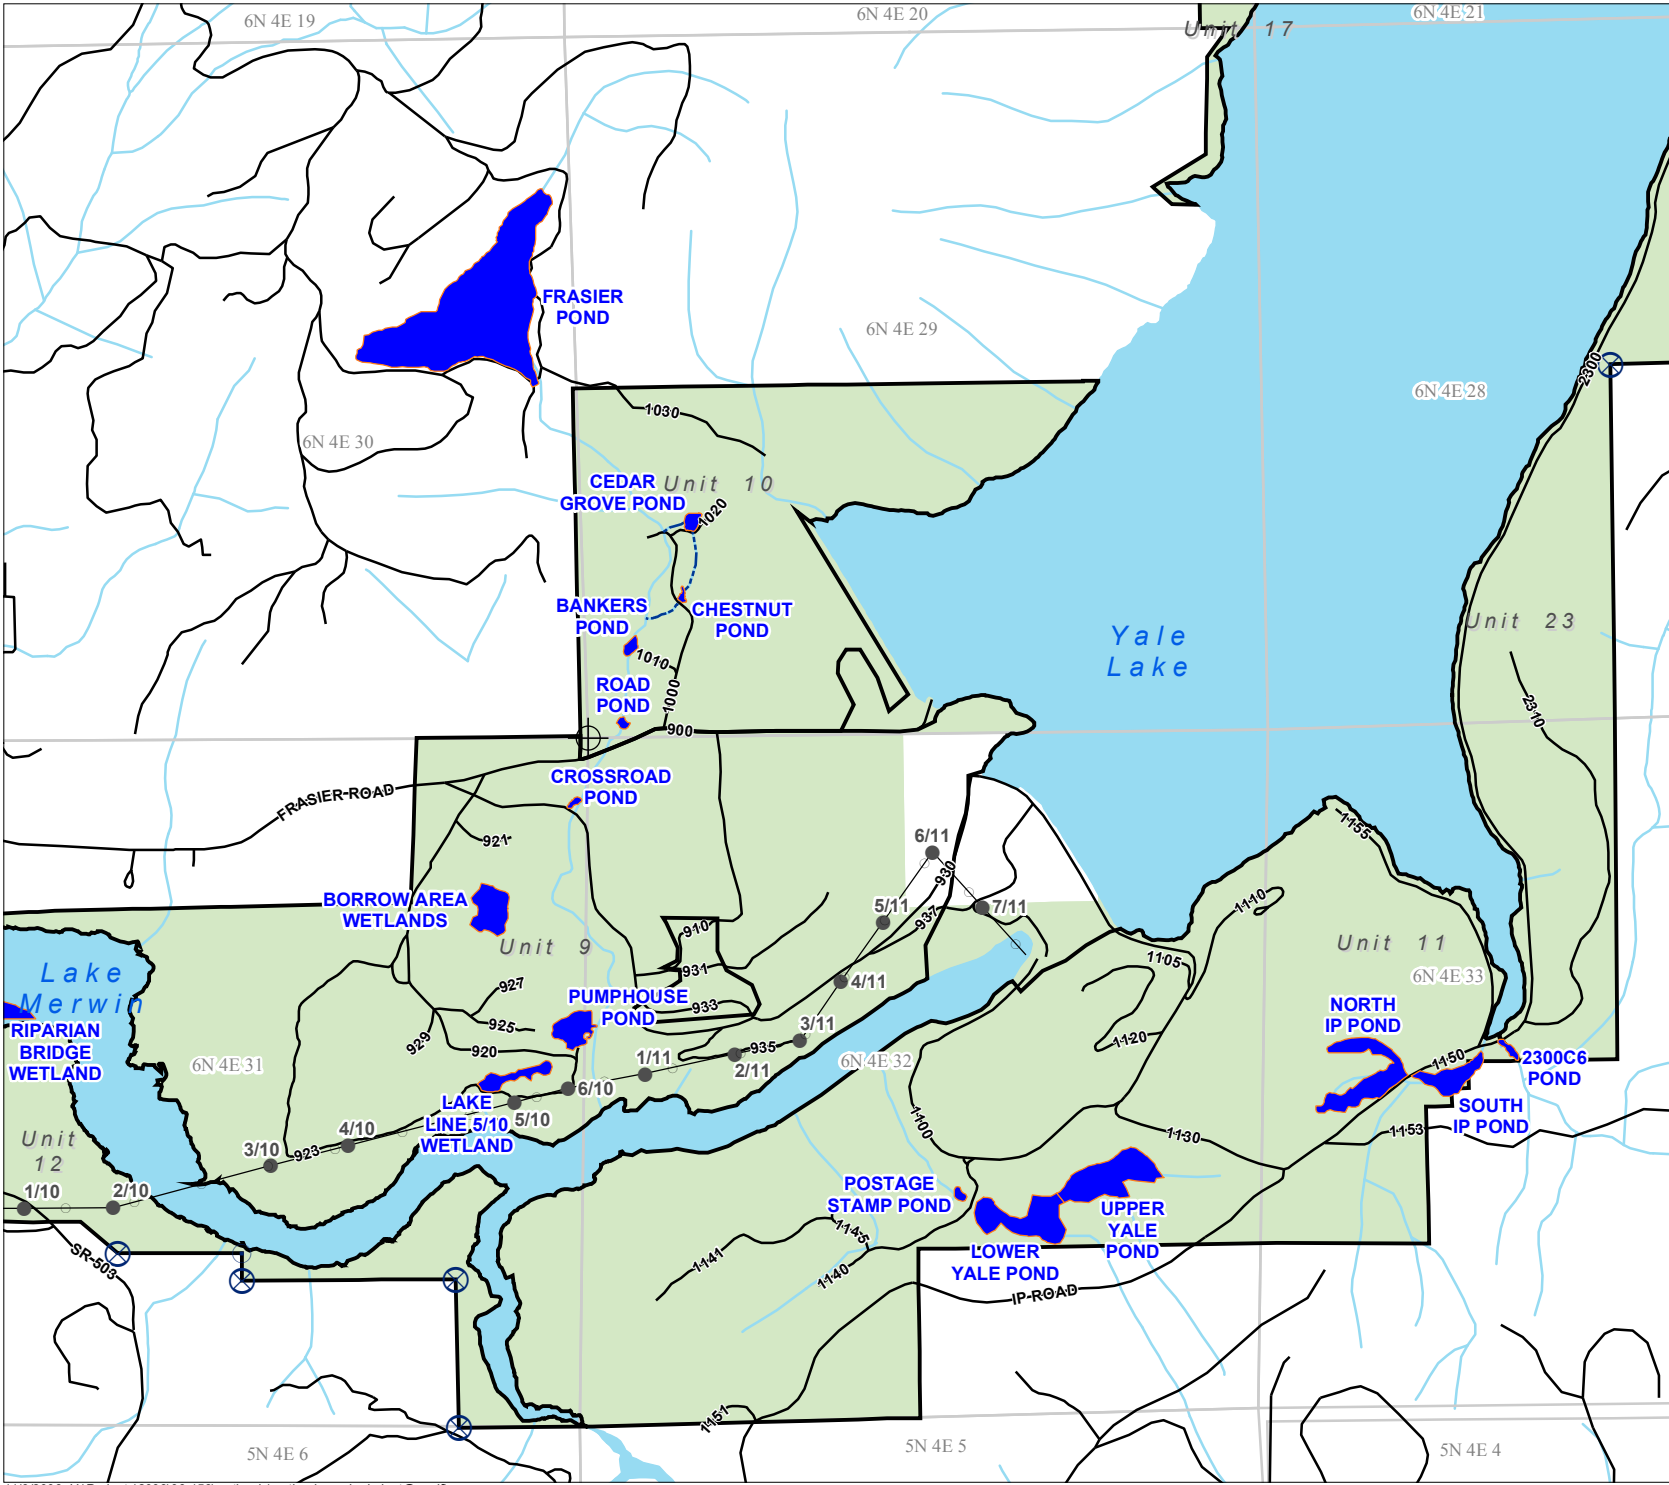 6N 4E 19
6N 4E 20
6N 4E 21
Unit 17
FRASIER
POND
6N 4E 29
2300
6N 4E 28
1030
6N 4E 30
CEDAR
GROVE POND
Unit 10
1020
BANKERS
POND
CHESTNUT
POND
Unit 23
Yale
Lake
1010
ROAD
POND
1000
2310
900
CROSSROAD
POND
FRASIER-ROAD
1155
921
6/11
930
BORROW AREA
WETLANDS
1110
5/11
937
7/11
910
Unit 9
Unit 11
1105
Lake
Merwin
931
6N 4E 33
4/11
927
PUMPHOUSE
POND
933
NORTH
IP POND
925
3/11
RIPARIAN
BRIDGE
WETLAND
929
920
935
1120
6N 4E 31
1/11
2/11
6N 4E 32
1150
2300C6
POND
6/10
LAKE
LINE 5/10
WETLAND
5/10
SOUTH
IP POND
1100
4/10
1130
1153
Unit
12
3/10
923
1/10
2/10
POSTAGE
STAMP POND
UPPER
YALE
POND
1145
1141
LOWER
YALE POND
SR-503
1140
IP-ROAD
1151
5N 4E 6
5N 4E 5
5N 4E 4